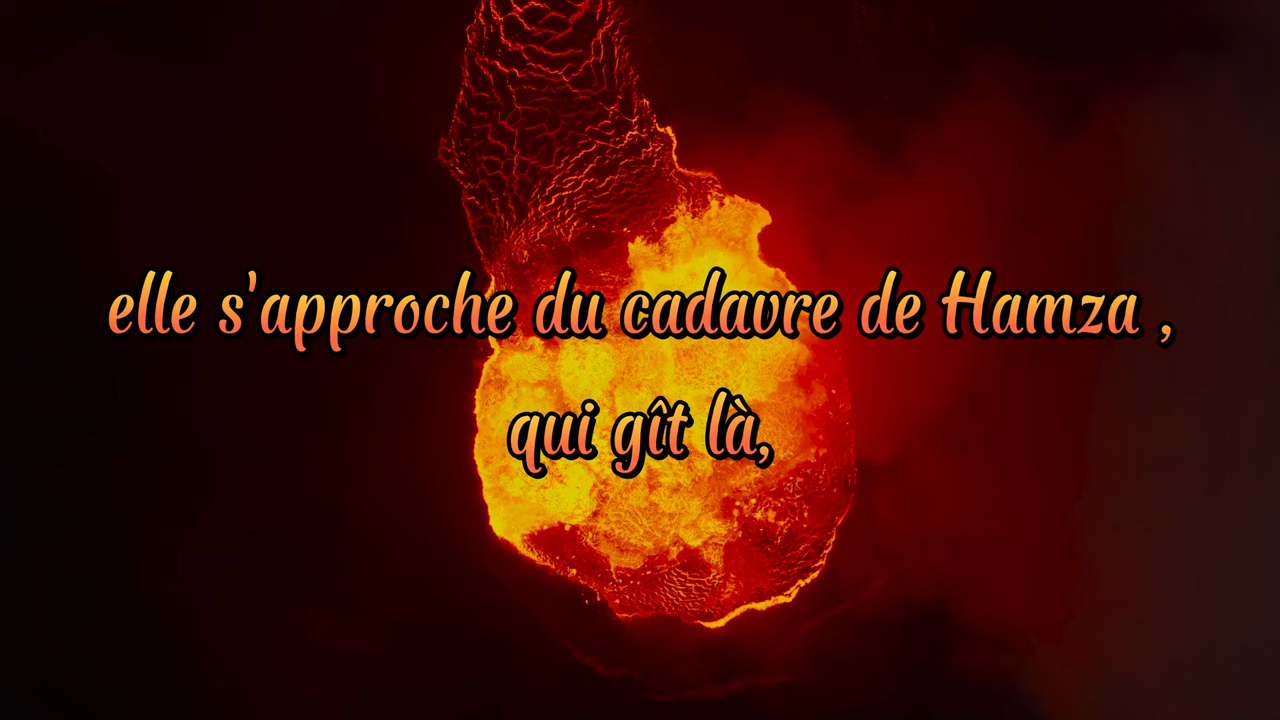 elle s'approche du cadavre de Hamza ,
qui gît là,